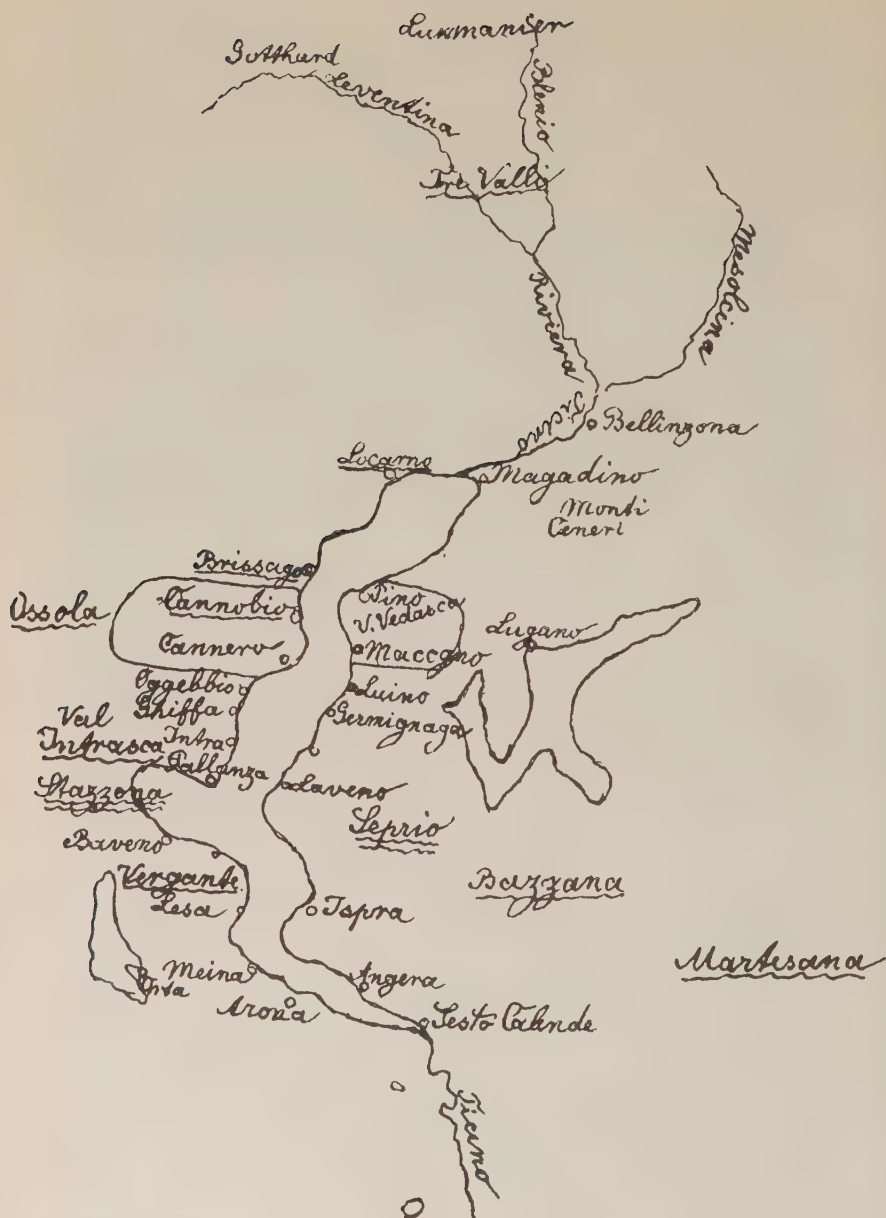 Lukmanier
Gotthard
Leventina
Blenio
Tre Valli
Mesolcina
Riviera
Ticino
Bellinzona
Locarno
Magadino
Monti
Ceneri
Brissago
Ossola
Cannobio
Pino
V. Vedasca
Lugano
Cannero
Maccagno
Oggebbio
Luino
Val
Intrasca
Ghiffa
Germignaga
Intra
Pallanza
Stazzona
Laveno
Seprio
Baveno
Vergante
Bazzana
Lesa
Ispra
Martesana
Meina
Orta
Angera
Arona
Sesto Calende
Ticino